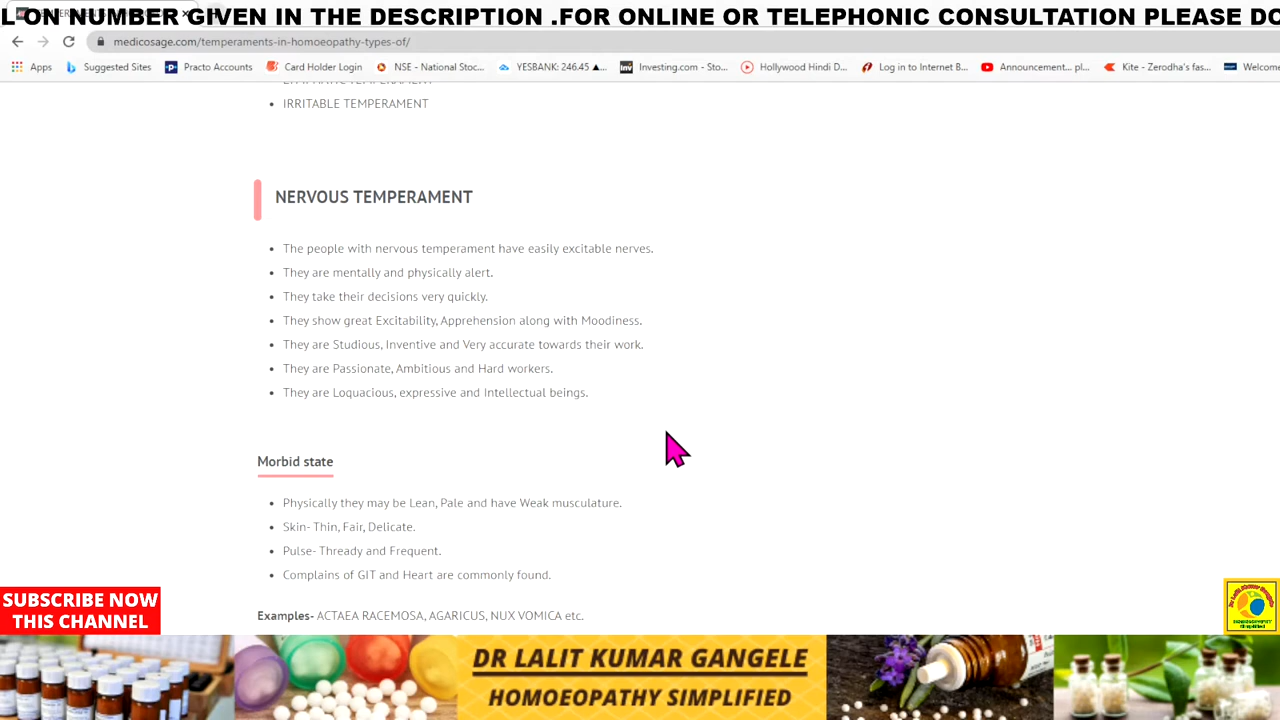 L ON NUMBER GIVEN IN THE DESCRIPTION .FOR ONLINE OR TELEPHONIC CONSULTATION PLEASE DO
medicosage.com/temperaments-in-homoeopathy-types-of/
Apps Suggested Sites Practo Accounts Card Holder Login NSE - National Stoc... YESBANK: 246.45 ▲... Investing.com - Sto... Hollywood Hindi D... Log in to Internet B... Announcement... pl... Kite - Zerodha's fas... Welcome
• IRRITABLE TEMPERAMENT
NERVOUS TEMPERAMENT
• The people with nervous temperament have easily excitable nerves.
• They are mentally and physically alert.
• They take their decisions very quickly.
• They show great Excitability, Apprehension along with Moodiness.
• They are Studious, Inventive and Very accurate towards their work.
• They are Passionate, Ambitious and Hard workers.
• They are Loquacious, expressive and Intellectual beings.
Morbid state
• Physically they may be Lean, Pale and have Weak musculature.
• Skin- Thin, Fair, Delicate.
• Pulse- Thready and Frequent.
• Complains of GIT and Heart are commonly found.
Examples- ACTAEA RACEMOSA, AGARICUS, NUX VOMICA etc.
SUBSCRIBE NOW
THIS CHANNEL
DR LALIT KUMAR GANGELE
HOMOEOPATHY SIMPLIFIED